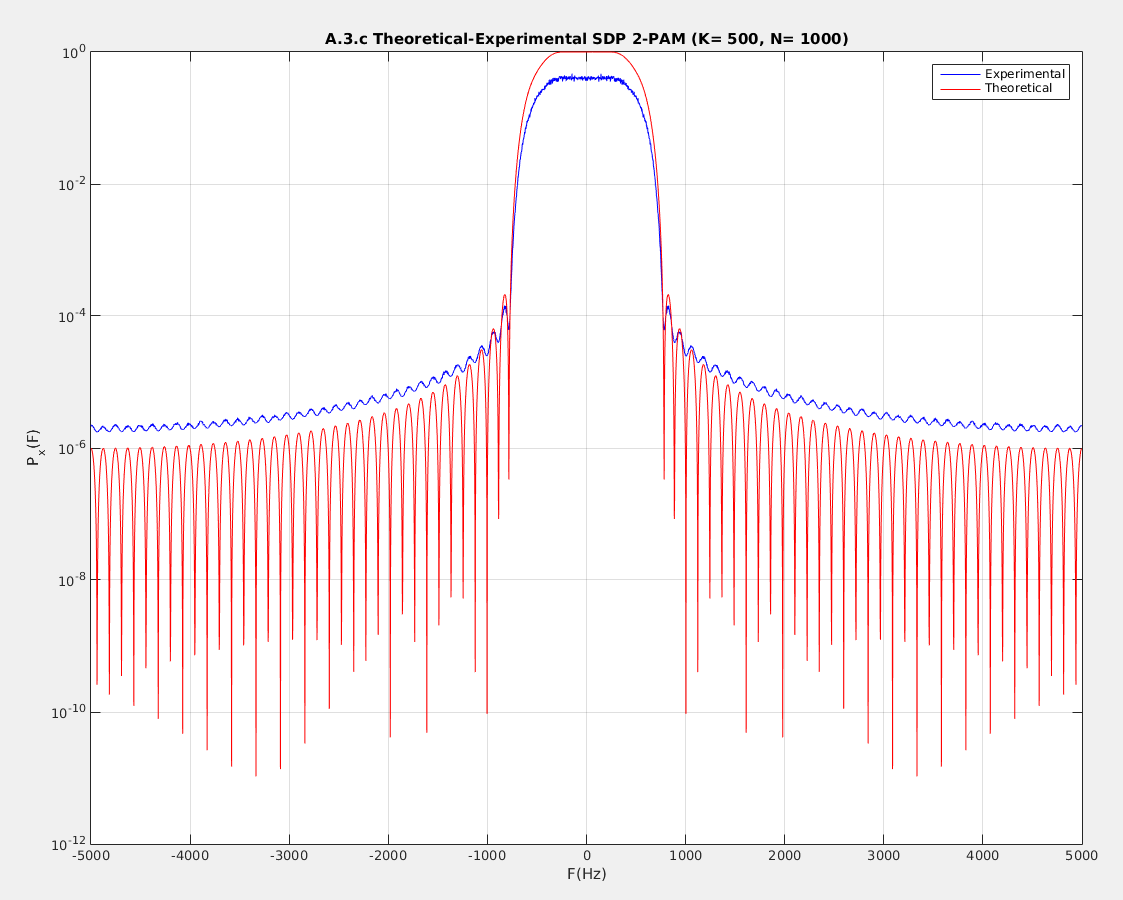 A.3.c Theoretical-Experimental SDP 2-PAM (K= 500, N= 1000)
Experimental
Theoretical
10^0
10^-2
10^-4
10^-6
10^-8
10^-10
10^-12
P_x(F)
-5000 -4000 -3000 -2000 -1000 0 1000 2000 3000 4000 5000
F(Hz)